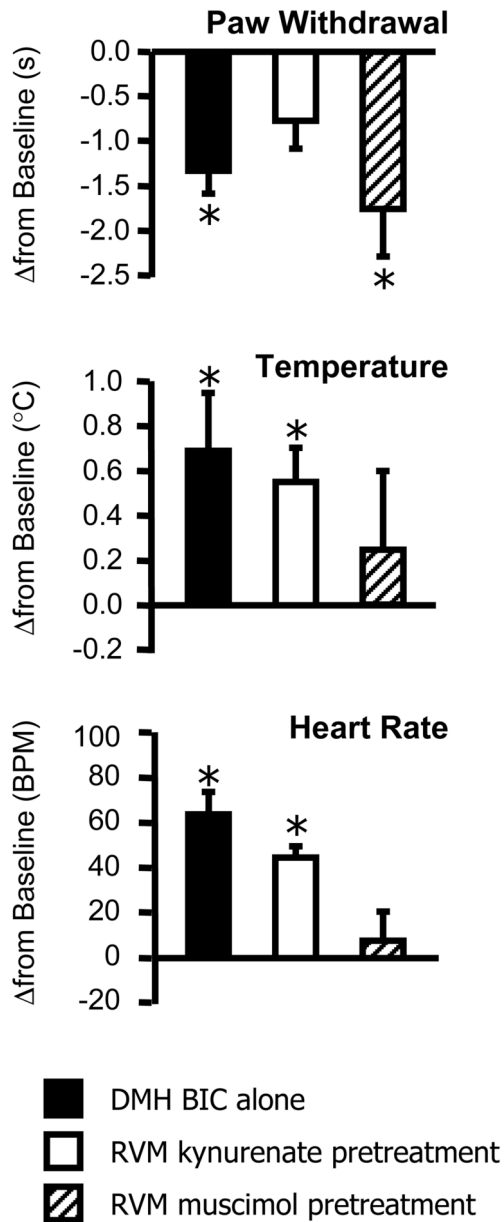 Paw Withdrawal
Δfrom Baseline (s)
0.0
-0.5
-1.0
-1.5
-2.0
-2.5
*
*
Temperature
Δfrom Baseline (°C)
1.0
0.8
0.6
0.4
0.2
0.0
-0.2
*
*
Heart Rate
Δfrom Baseline (BPM)
100
80
60
40
20
0
-20
*
*
DMH BIC alone
RVM kynurenate pretreatment
RVM muscimol pretreatment